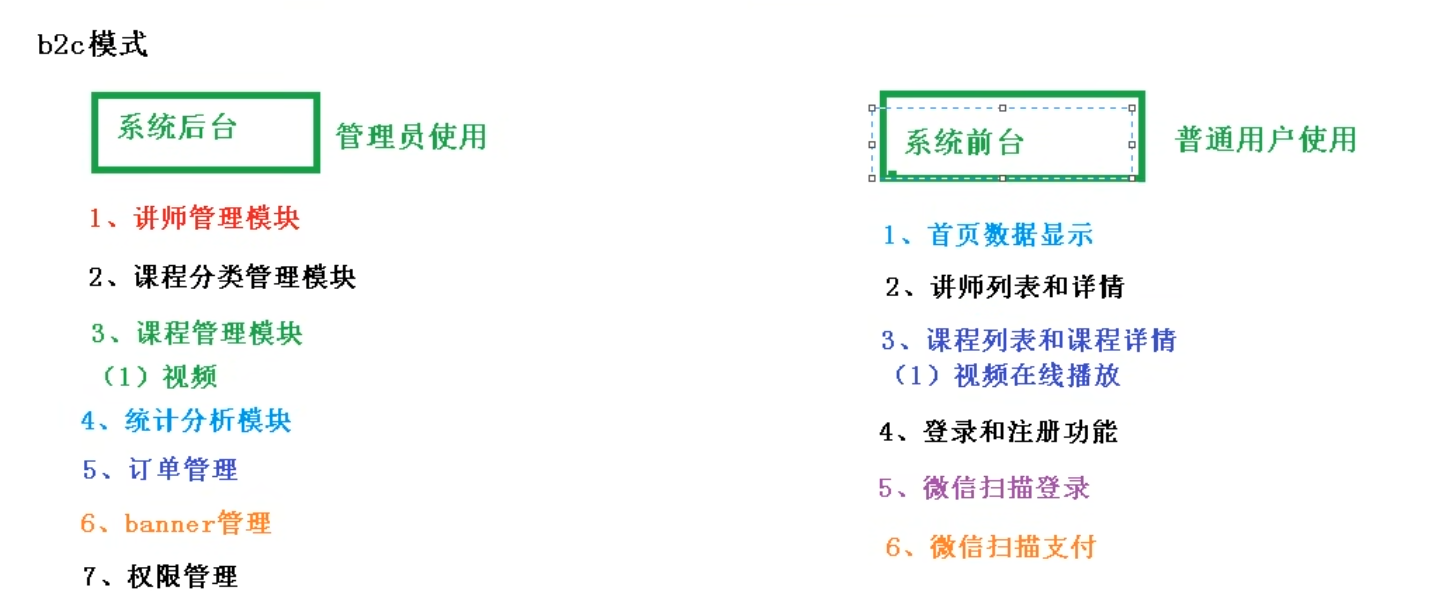 b2c模式
系统后台
管理员使用
1、讲师管理模块
2、课程分类管理模块
3、课程管理模块
（1）视频
4、统计分析模块
5、订单管理
6、banner管理
7、权限管理
系统前台
普通用户使用
1、首页数据显示
2、讲师列表和详情
3、课程列表和课程详情
（1）视频在线播放
4、登录和注册功能
5、微信扫描登录
6、微信扫描支付